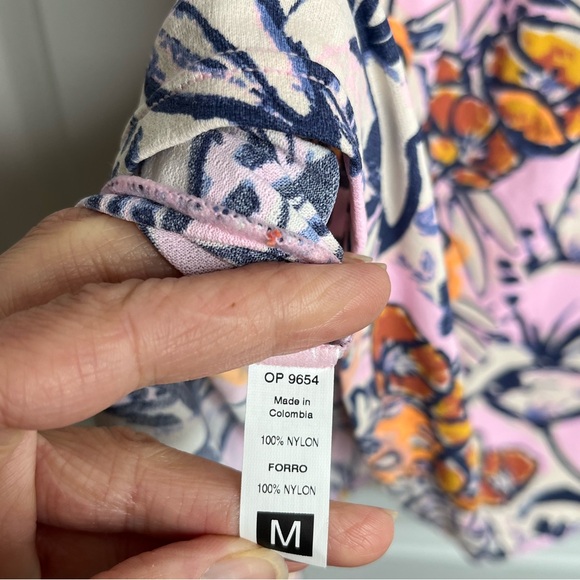 OP 9654
Made in
Colombia
100% NYLON
FORRO
100% NYLON
M